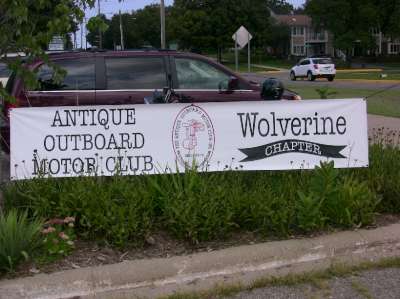 ANTIQUE
OUTBOARD
MOTOR CLUB
Wolverine
CHAPTER